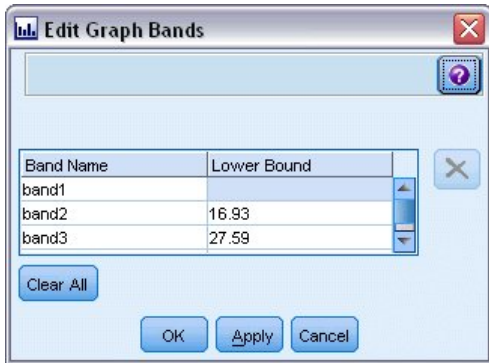 Edit Graph Bands
Band Name Lower Bound
band1
band2 16.93
band3 27.59
Clear All
OK Apply Cancel